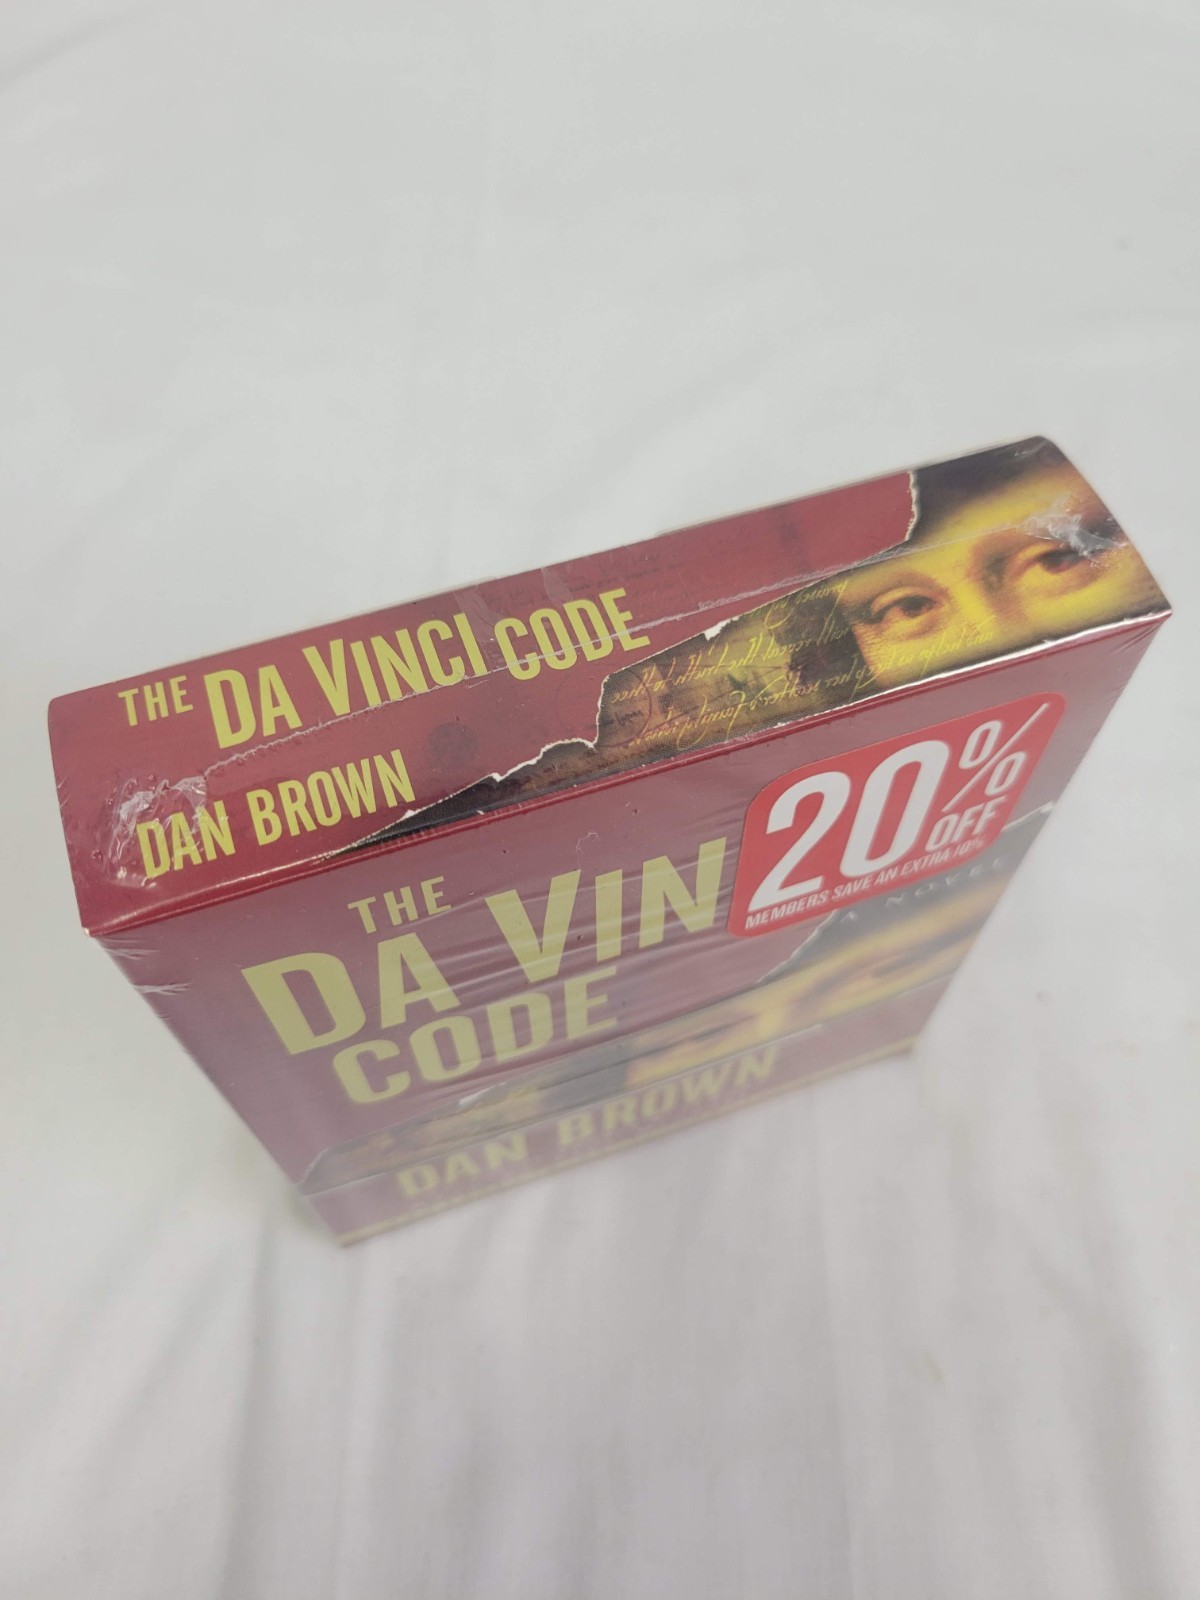 THE DA VINCI CODE
DAN BROWN
20% OFF
MEMBERS SAVE AN EXTRA 10%
THE
DA VIN
CODE
A NOVEL
DAN BROWN